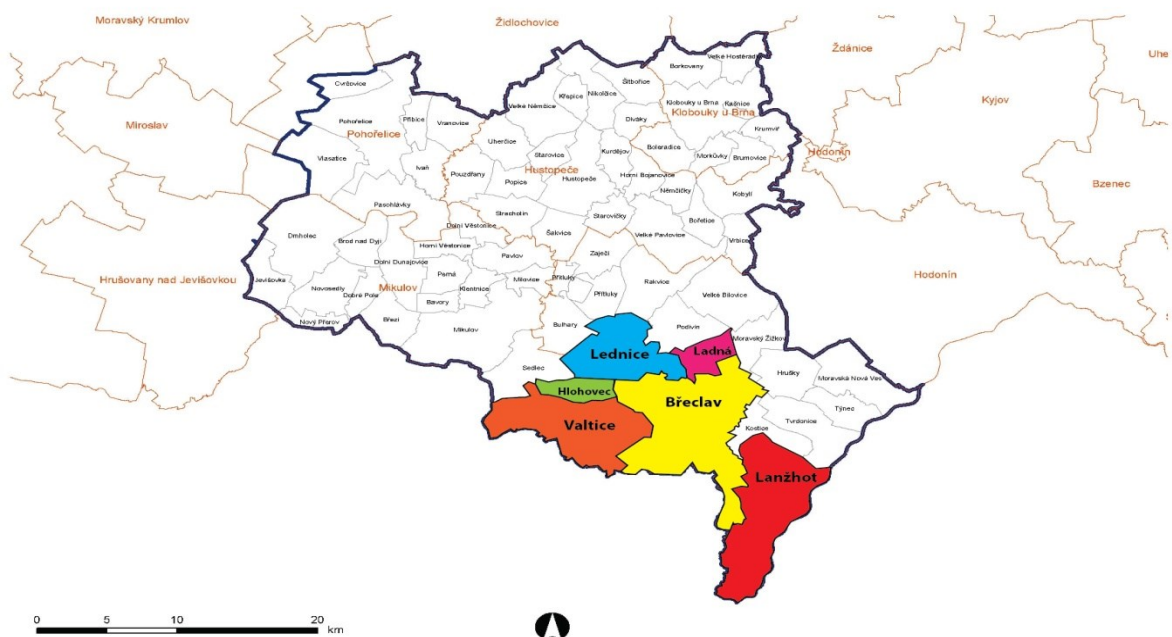 Moravský Krumlov
Židlochovice
Ždánice
Uhe
Kyjov
Miroslav
Bzenec
Hodonín
Hodonín
Hrušovany nad Jevišovkou
Cvrčovice
Borkovany
Velké Hostěrádky
Šitbořice
Křepice
Nikolčice
Velké Němčice
Klobouky u Brna
Kašnice
Klobouky u Brna
Pohořelice
Přibice
Vranovice
Diváky
Krumvíř
Pohořelice
Uherčice
Boleradice
Starovice
Kurdějov
Morkůvky
Brumovice
Vlasatice
Ivaň
Pouzdřany
Hustopeče
Horní Bojanovice
Popice
Hustopeče
Němčičky
Kobylí
Pasohlávky
Strachotín
Starovičky
Bořetice
Dolní Věstonice
Šakvice
Velké Pavlovice
Vrbice
Drnholec
Brod nad Dyjí
Horní Věstonice
Pavlov
Zaječí
Jevišovka
Dolní Dunajovice
Perná
Klentnice
Milovice
Přítluky
Rakvice
Novosedly
Mikulov
Dobré Pole
Bavory
Přítluky
Velké Bílovice
Nový Přerov
Březí
Mikulov
Bulhary
Podivín
Moravský Žižkov
Lednice
Ladná
Sedlec
Hrušky
Moravská Nová Ves
Hlohovec
Břeclav
Týnec
Valtice
Tvrdonice
Kostice
Lanžhot
0 5 10 20
km